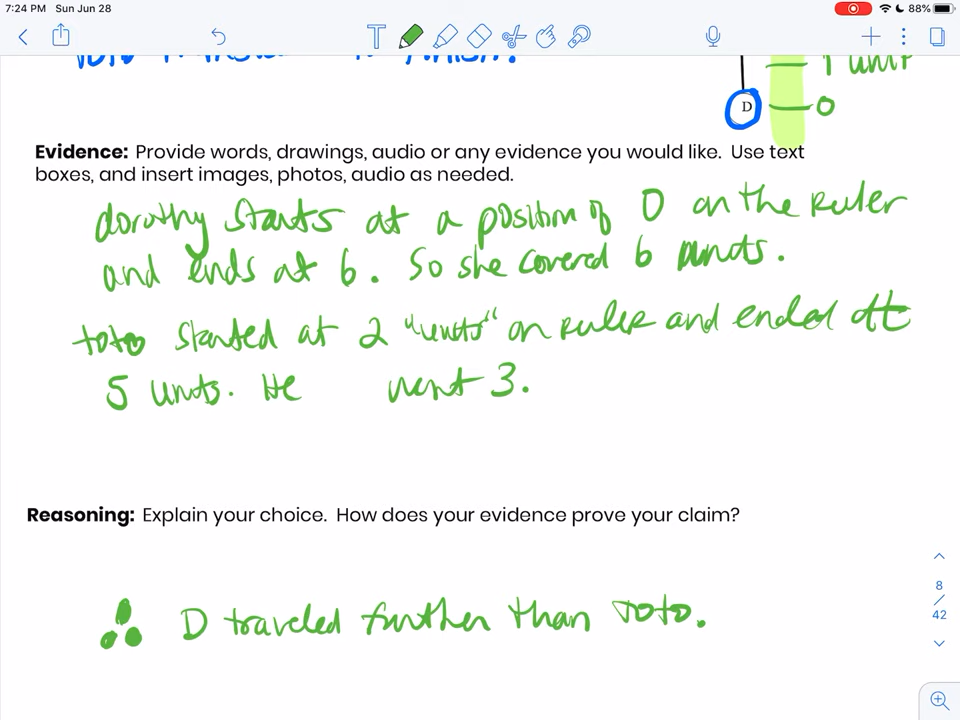 7:24 PM Sun Jun 28
88%
T
1 unit
D
0
Evidence: Provide words, drawings, audio or any evidence you would like. Use text
boxes, and insert images, photos, audio as needed.
dorothy starts at a position of 0 on the ruler
and ends at 6. So she covered 6 units.
toto started at 2 "units" on ruler and ended at
5 units. He went 3.
Reasoning: Explain your choice. How does your evidence prove your claim?
∴ D traveled further than Toto.
8
/
42